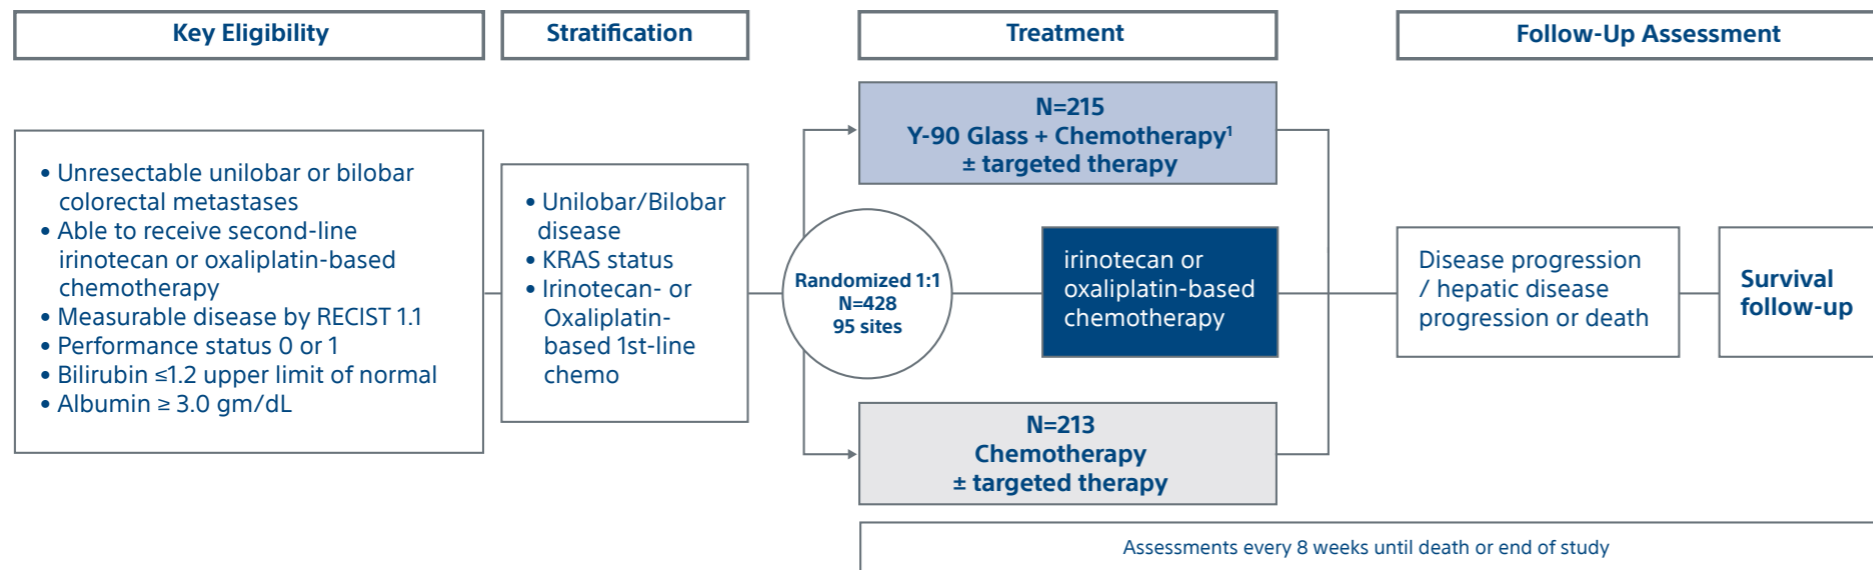 Key Eligibility
Stratification
Treatment
Follow-Up Assessment
• Unresectable unilobar or bilobar
colorectal metastases
• Able to receive second-line
irinotecan or oxaliplatin-based
chemotherapy
• Measurable disease by RECIST 1.1
• Performance status 0 or 1
• Bilirubin ≤1.2 upper limit of normal
• Albumin ≥ 3.0 gm/dL
• Unilobar/Bilobar
disease
• KRAS status
• Irinotecan- or
Oxaliplatin-
based 1st-line
chemo
Randomized 1:1
N=428
95 sites
N=215
Y-90 Glass + Chemotherapy¹
± targeted therapy
irinotecan or
oxaliplatin-based
chemotherapy
N=213
Chemotherapy
± targeted therapy
Disease progression
/ hepatic disease
progression or death
Survival
follow-up
Assessments every 8 weeks until death or end of study